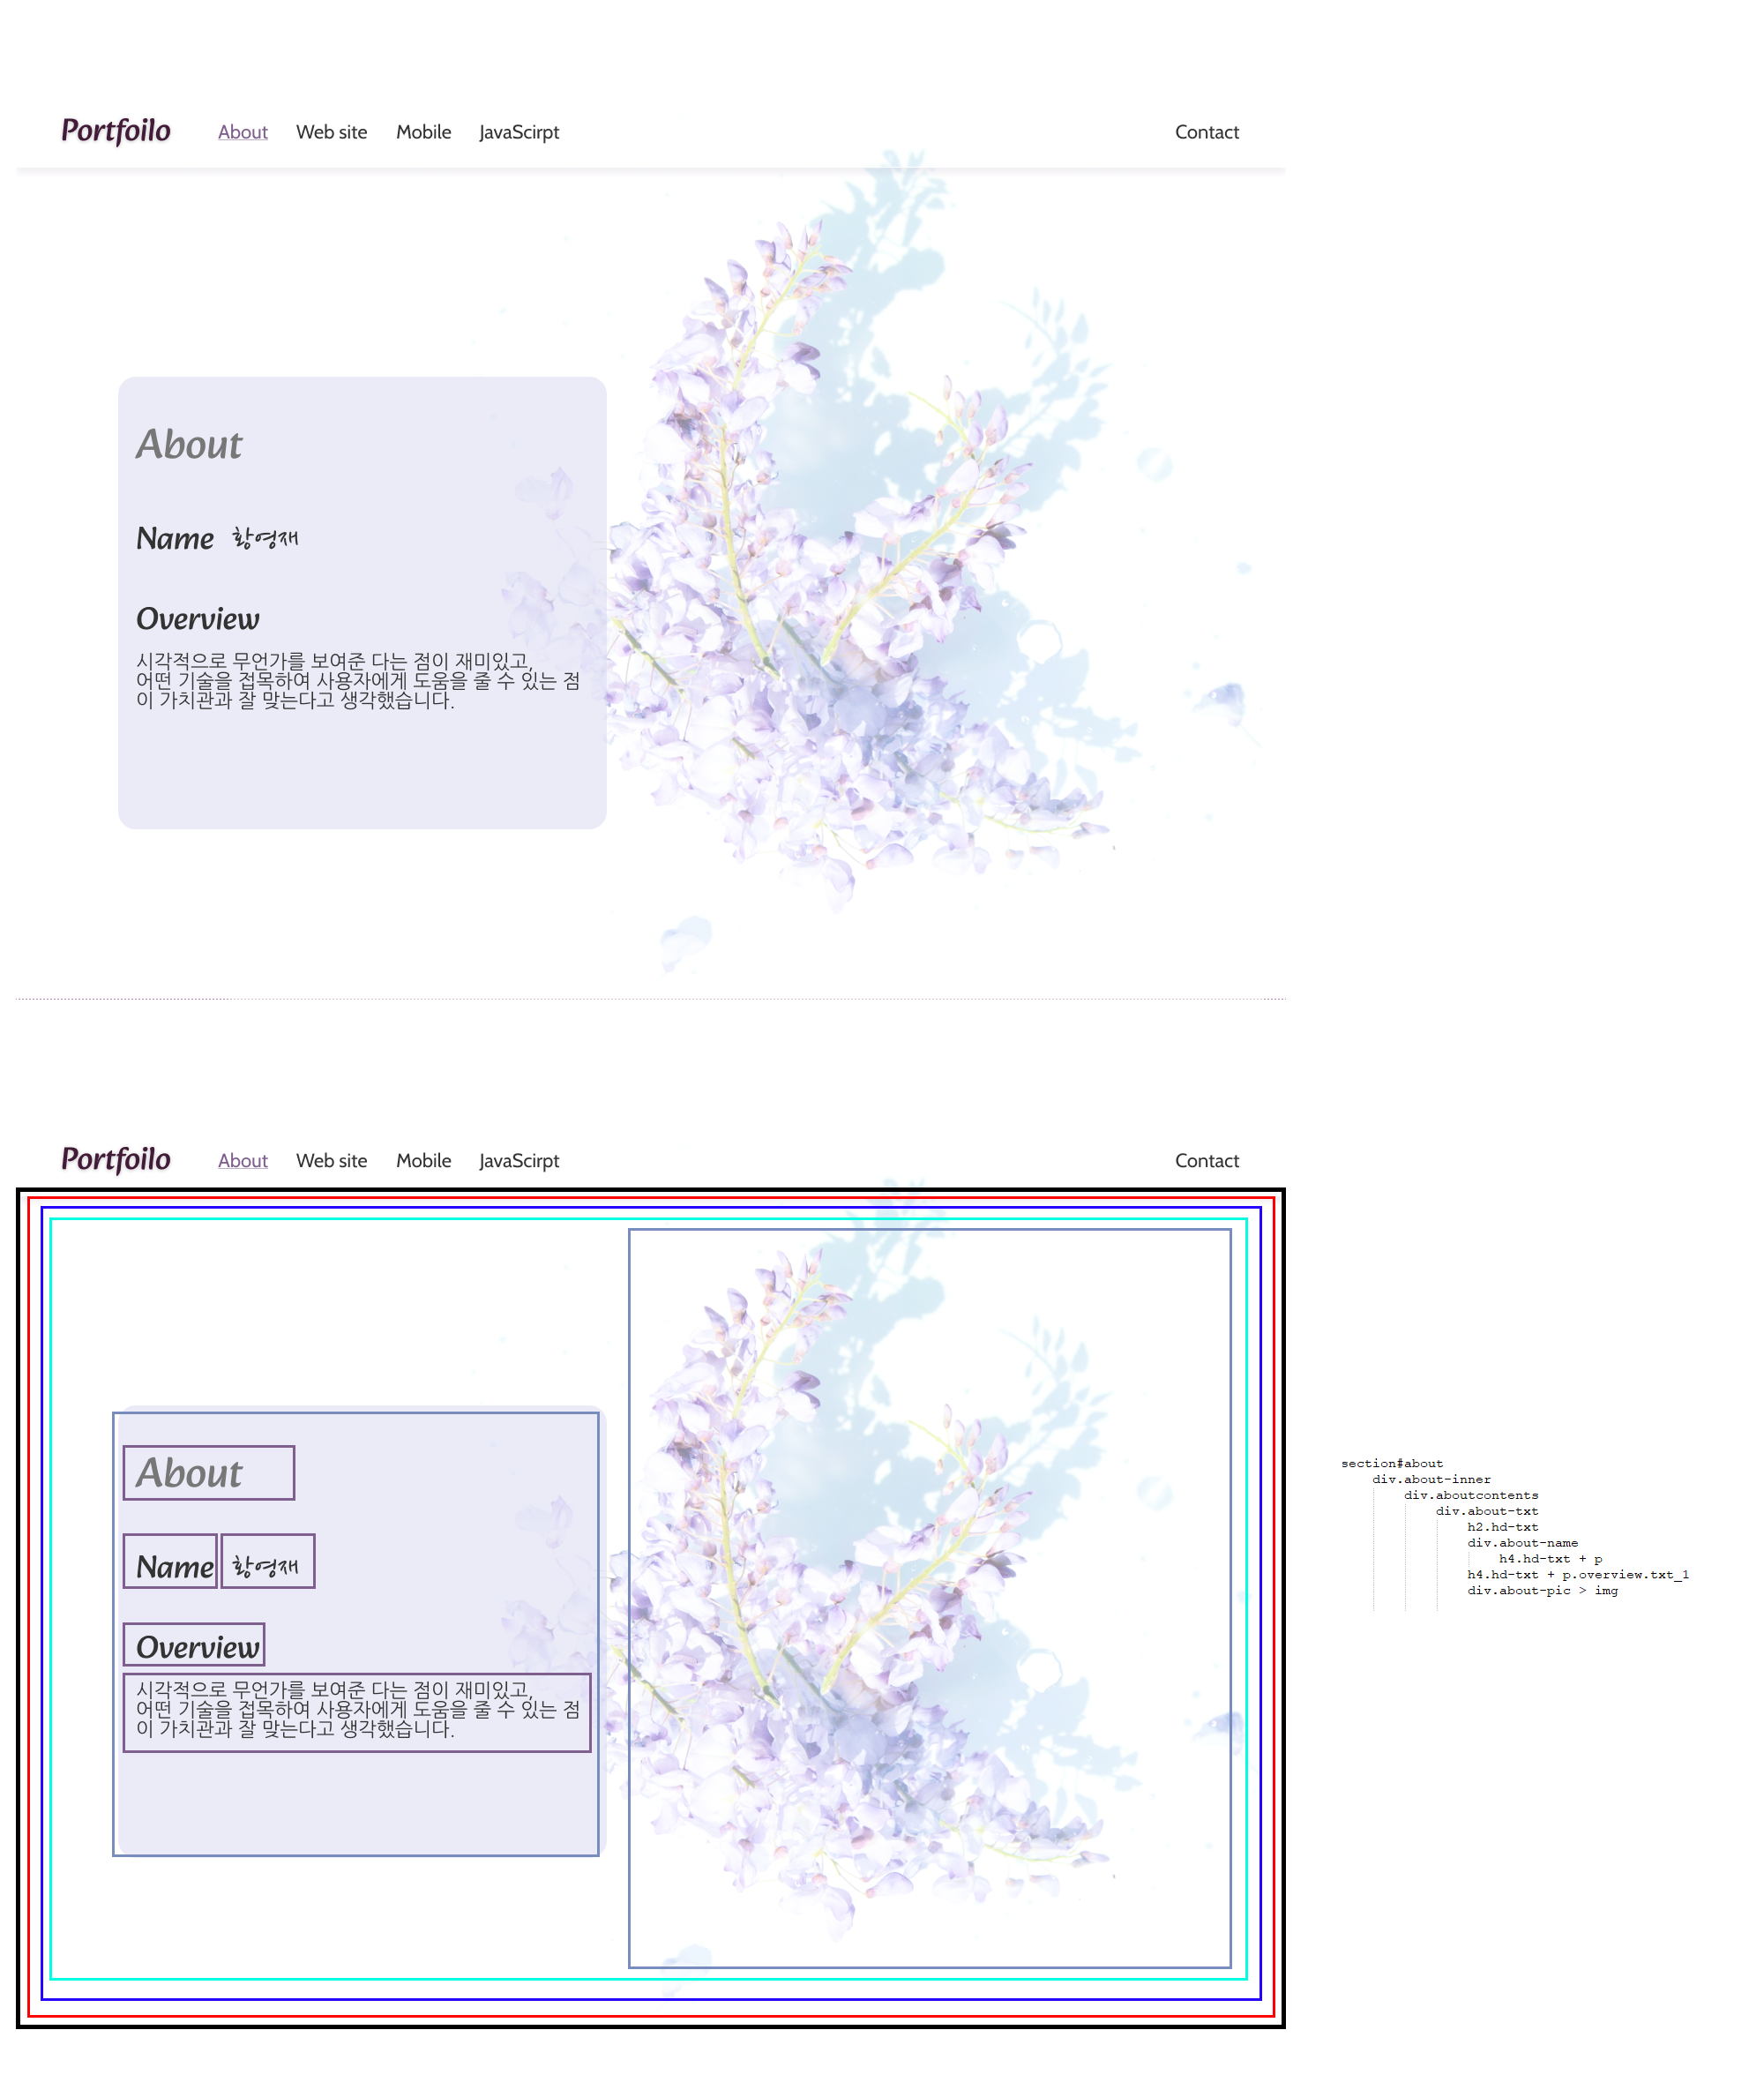 Portfoilo About Web site Mobile JavaScirpt Contact
About
Name 황영재
Overview
시각적으로 무언가를 보여준 다는 점이 재미있고,
어떤 기술을 접목하여 사용자에게 도움을 줄 수 있는 점
이 가치관과 잘 맞는다고 생각했습니다.
Portfoilo About Web site Mobile JavaScirpt Contact
About
Name 황영재
Overview
시각적으로 무언가를 보여준 다는 점이 재미있고,
어떤 기술을 접목하여 사용자에게 도움을 줄 수 있는 점
이 가치관과 잘 맞는다고 생각했습니다.
section#about
div.about-inner
div.aboutcontents
div.about-txt
h2.hd-txt
div.about-name
h4.hd-txt + p
h4.hd-txt + p.overview.txt_1
div.about-pic > img